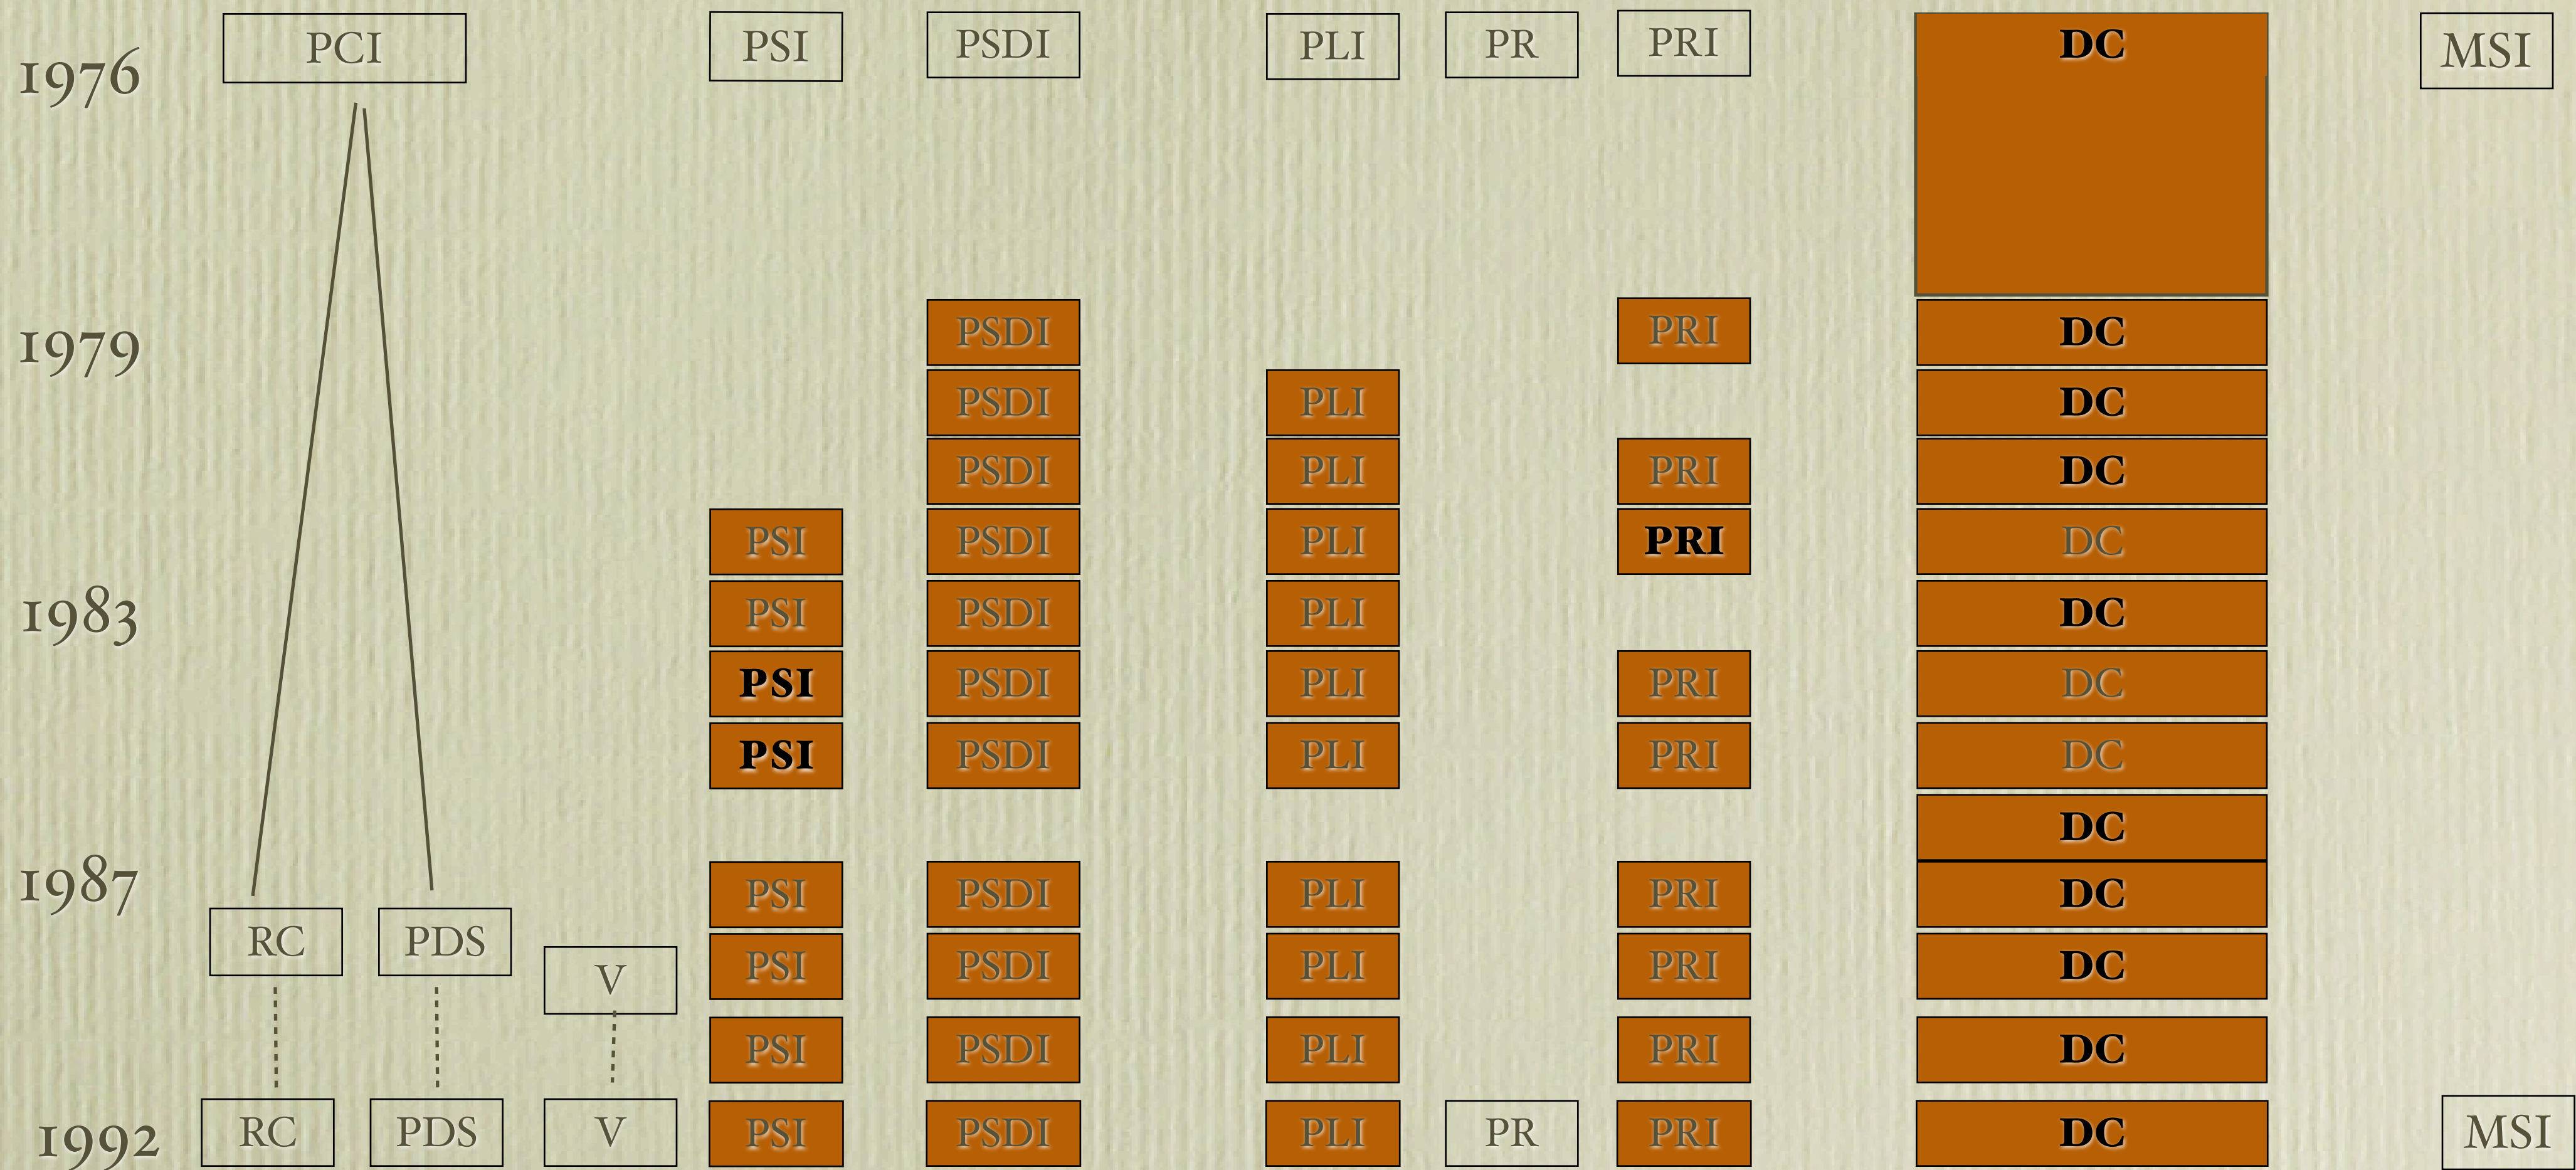 1976 PCI PSI PSDI PLI PR PRI DC MSI
1979 PSDI PRI DC
PSDI PLI DC
PSDI PLI PRI DC
PSI PSDI PLI PRI DC
1983 PSI PSDI PLI DC
PSI PSDI PLI PRI DC
PSI PSDI PLI PRI DC
DC
1987 PSI PSDI PLI PRI DC
RC PDS V PSI PSDI PLI PRI DC
PSI PSDI PLI PRI DC
1992 RC PDS V PSI PSDI PLI PR PRI DC MSI